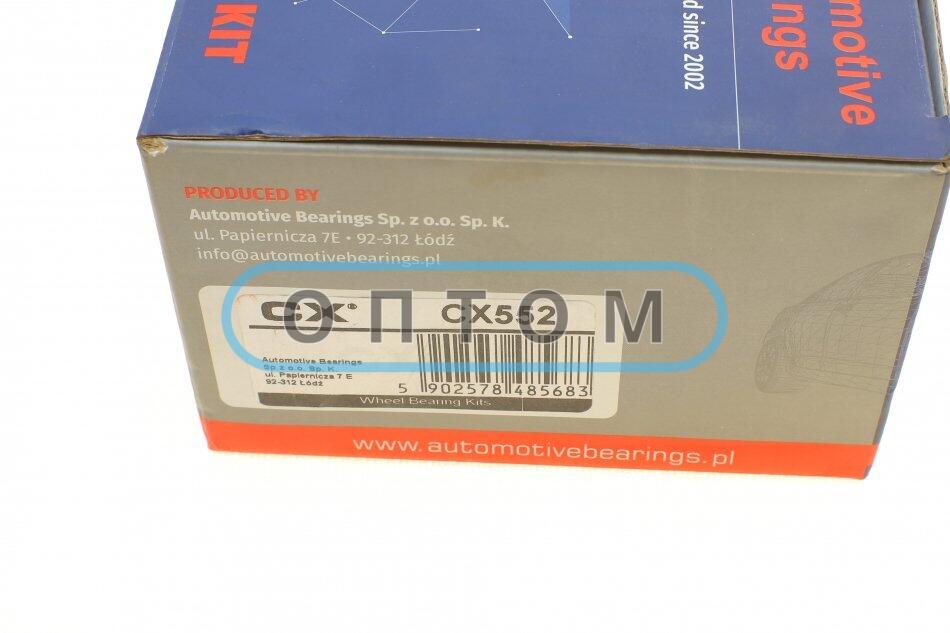 KIT
d since 2002
motive
ngs
PRODUCED BY
Automotive Bearings Sp. z o.o. Sp. K.
ul. Papiernicza 7E • 92-312 Łódź
info@automotivebearings.pl
CX® CX552
ОПТОМ
Automotive Bearings
Sp z o.o. Sp. K.
ul. Papiernicza 7 E
92-312 Łódź
5 902578 485683
Wheel Bearing Kits
www.automotivebearings.pl